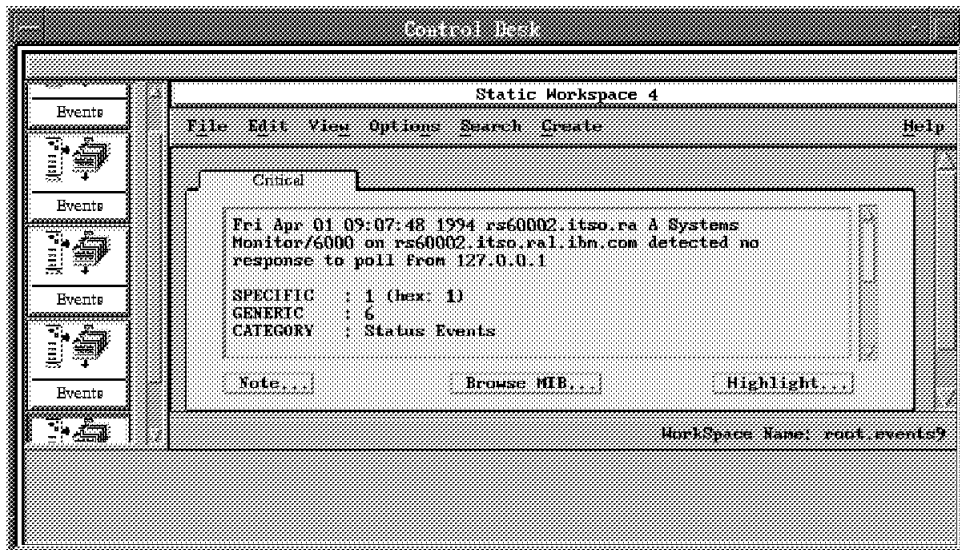 Control Desk
Static Workspace 4
File Edit View Options Search Create Help
Events
Events
Events
Events
Critical
Fri Apr 01 09:07:48 1994 rs60002.itso.ra A Systems
Monitor/6000 on rs60002.itso.ral.ibm.com detected no
response to poll from 127.0.0.1
SPECIFIC : 1 (hex: 1)
GENERIC : 6
CATEGORY : Status Events
Note... Browse MIB... Highlight...
WorkSpace Name: root.events9